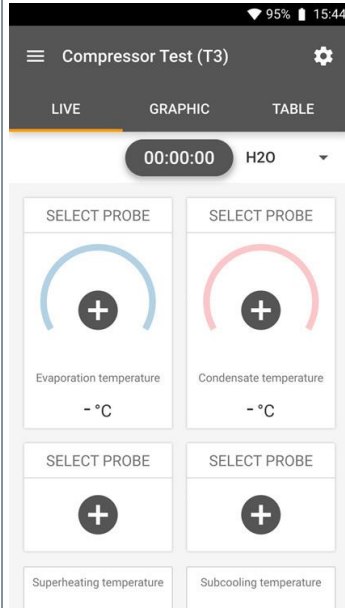 95% 15:44
Compressor Test (T3)
LIVE GRAPHIC TABLE
00:00:00 H2O
SELECT PROBE SELECT PROBE
Evaporation temperature Condensate temperature
- °C - °C
SELECT PROBE SELECT PROBE
Superheating temperature Subcooling temperature